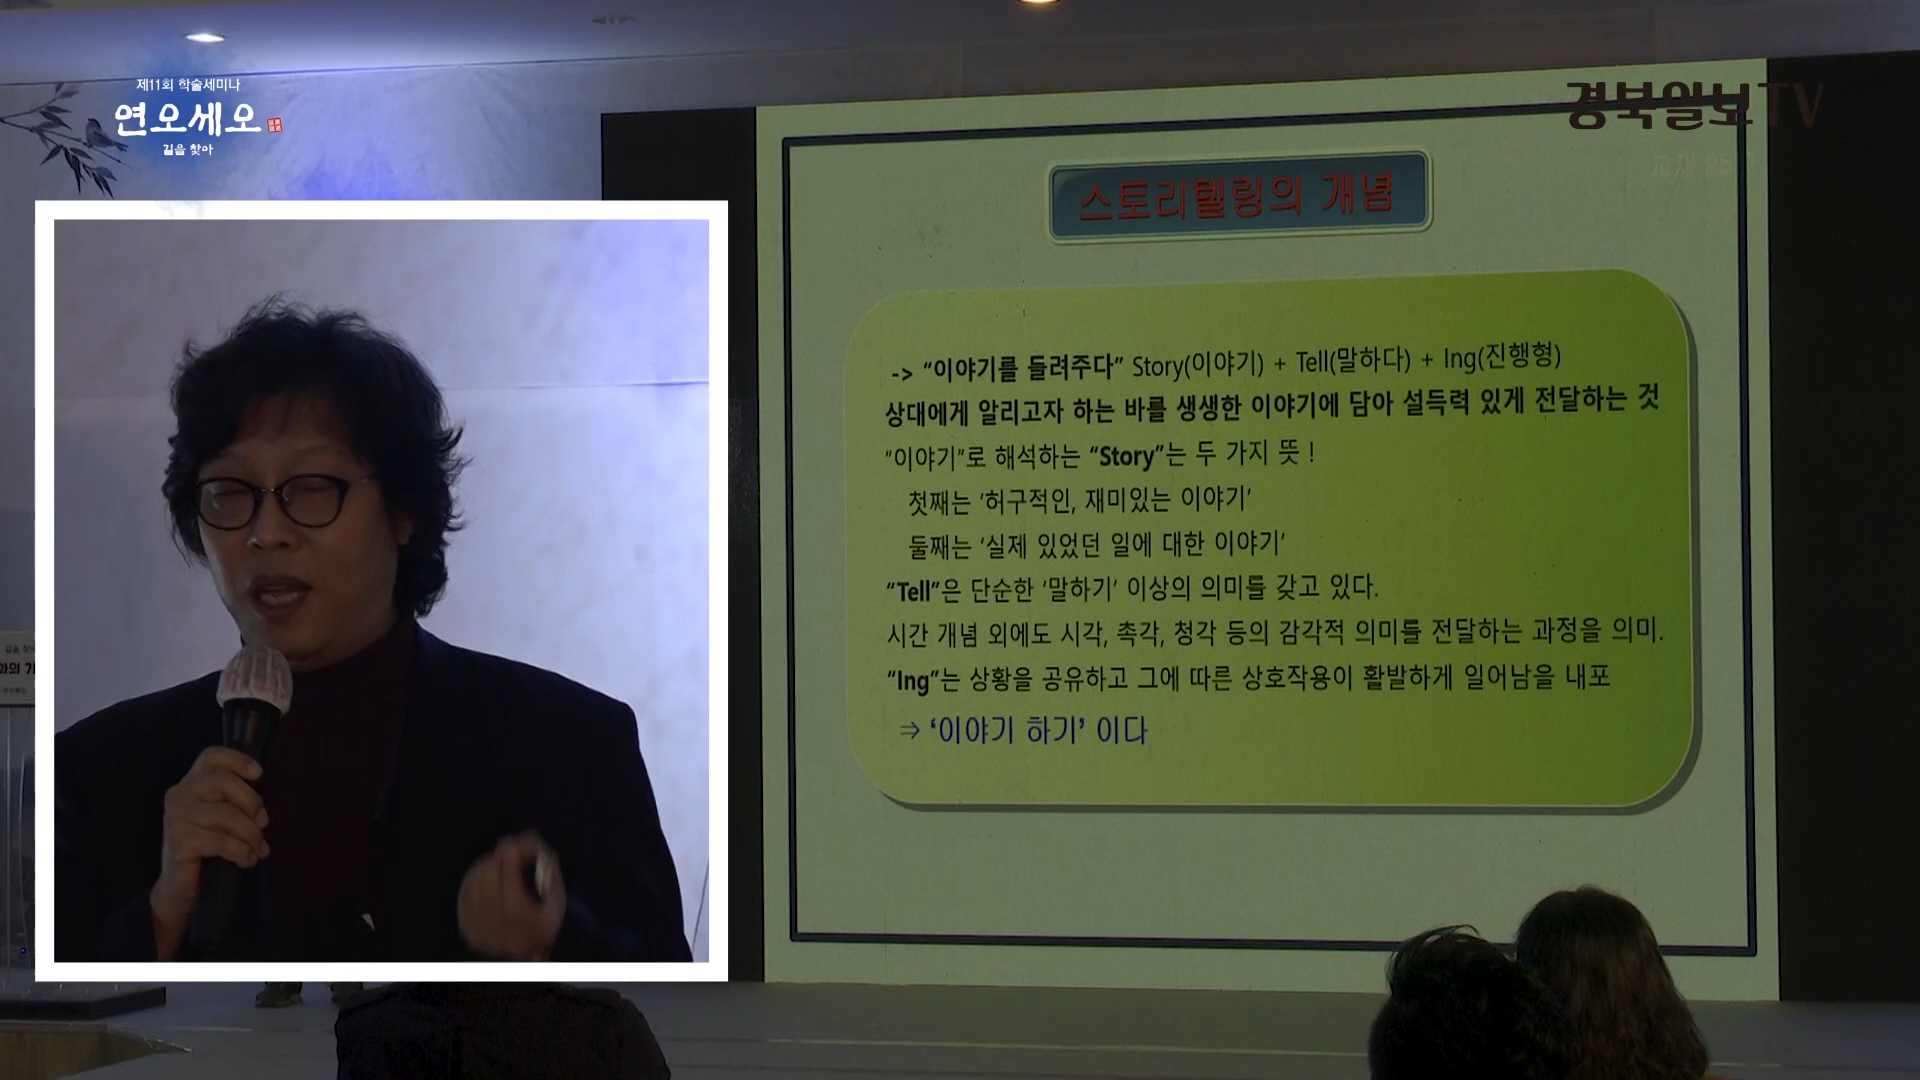 제11회 학술세미나
연오세오
길을 찾아
경북일보TV
스토리텔링의 개념
-> “이야기를 들려주다” Story(이야기) + Tell(말하다) + Ing(진행형)
상대에게 알리고자 하는 바를 생생한 이야기에 담아 설득력 있게 전달하는 것
“이야기”로 해석하는 “Story”는 두 가지 뜻 !
첫째는 ‘허구적인, 재미있는 이야기’
둘째는 ‘실제 있었던 일에 대한 이야기’
“Tell”은 단순한 ‘말하기’ 이상의 의미를 갖고 있다.
시간 개념 외에도 시각, 촉각, 청각 등의 감각적 의미를 전달하는 과정을 의미.
“Ing”는 상황을 공유하고 그에 따른 상호작용이 활발하게 일어남을 내포
⇒ ‘이야기 하기’ 이다